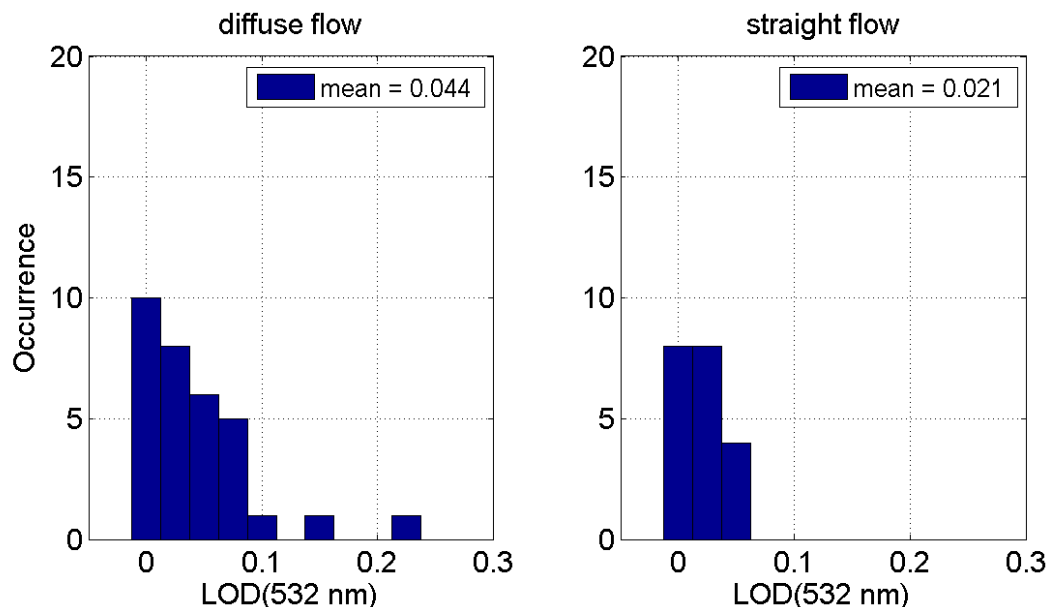 diffuse flow
20
15
10
5
0
Occurrence
mean = 0.044
0
0.1
0.2
0.3
LOD(532 nm)
straight flow
20
15
10
5
0
mean = 0.021
0
0.1
0.2
0.3
LOD(532 nm)